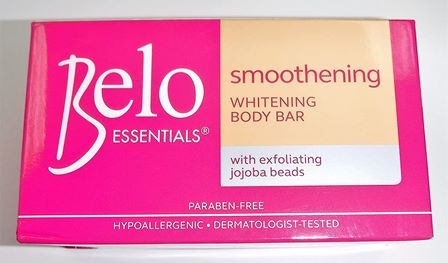 Belo
ESSENTIALS®
smoothening
WHITENING
BODY BAR
with exfoliating
jojoba beads
PARABEN-FREE
HYPOALLERGENIC • DERMATOLOGIST-TESTED